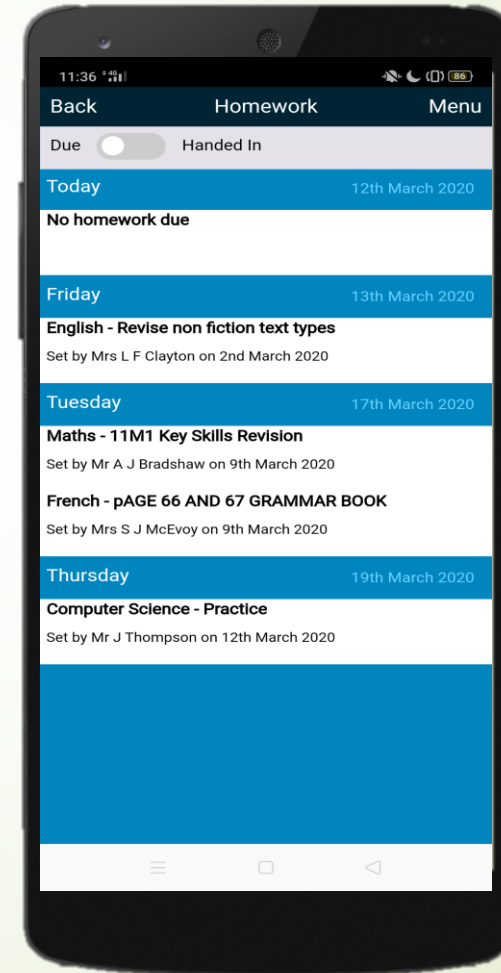 11:36 4G 86
Back Homework Menu
Due Handed In
Today 12th March 2020
No homework due
Friday 13th March 2020
English - Revise non fiction text types
Set by Mrs L F Clayton on 2nd March 2020
Tuesday 17th March 2020
Maths - 11M1 Key Skills Revision
Set by Mr A J Bradshaw on 9th March 2020
French - pAGE 66 AND 67 GRAMMAR BOOK
Set by Mrs S J McEvoy on 9th March 2020
Thursday 19th March 2020
Computer Science - Practice
Set by Mr J Thompson on 12th March 2020